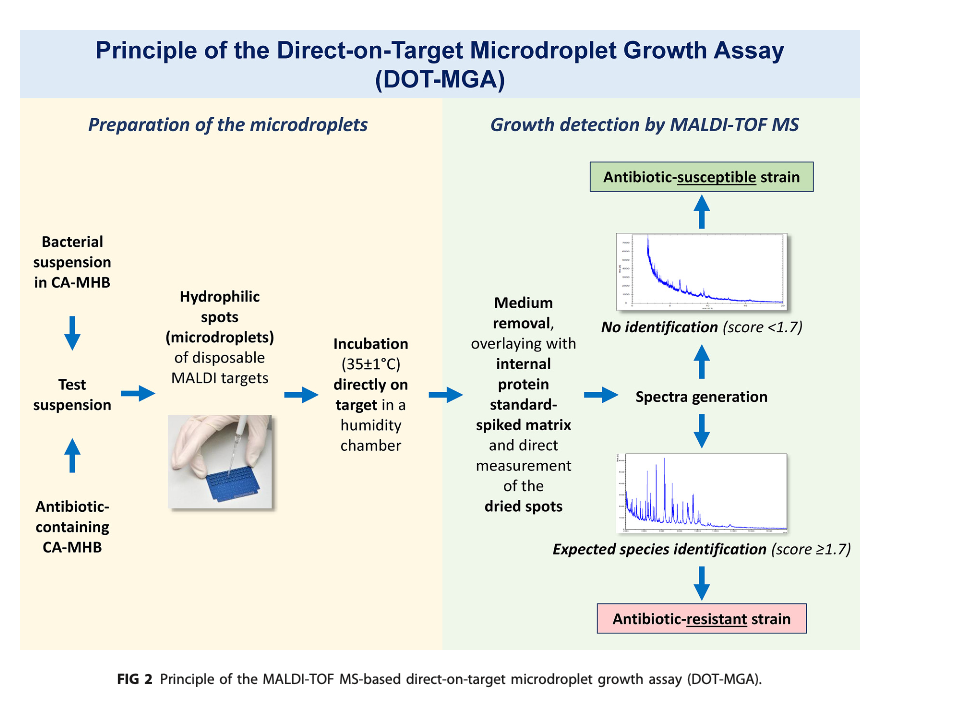 Principle of the Direct-on-Target Microdroplet Growth Assay
(DOT-MGA)
Preparation of the microdroplets
Growth detection by MALDI-TOF MS
Bacterial
suspension
in CA-MHB
Test
suspension
Antibiotic-
containing
CA-MHB
Hydrophilic
spots
(microdroplets)
of disposable
MALDI targets
Incubation
(35±1°C)
directly on
target in a
humidity
chamber
Medium
removal,
overlaying with
internal
protein
standard-
spiked matrix
and direct
measurement
of the
dried spots
Antibiotic-susceptible strain
No identification (score <1.7)
Spectra generation
Expected species identification (score ≥1.7)
Antibiotic-resistant strain
FIG 2 Principle of the MALDI-TOF MS-based direct-on-target microdroplet growth assay (DOT-MGA).